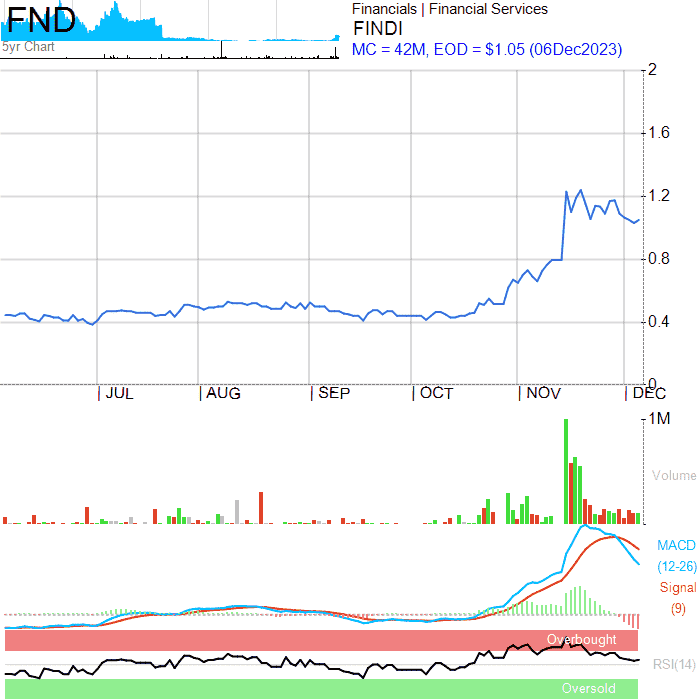 FND
5yr Chart
Financials | Financial Services
FINDI
MC = 42M, EOD = $1.05 (06Dec2023)
2
1.6
1.2
0.8
0.4
0
JUL AUG SEP OCT NOV DEC
1M
Volume
MACD
(12-26)
Signal
(9)
Overbought
RSI(14)
Oversold